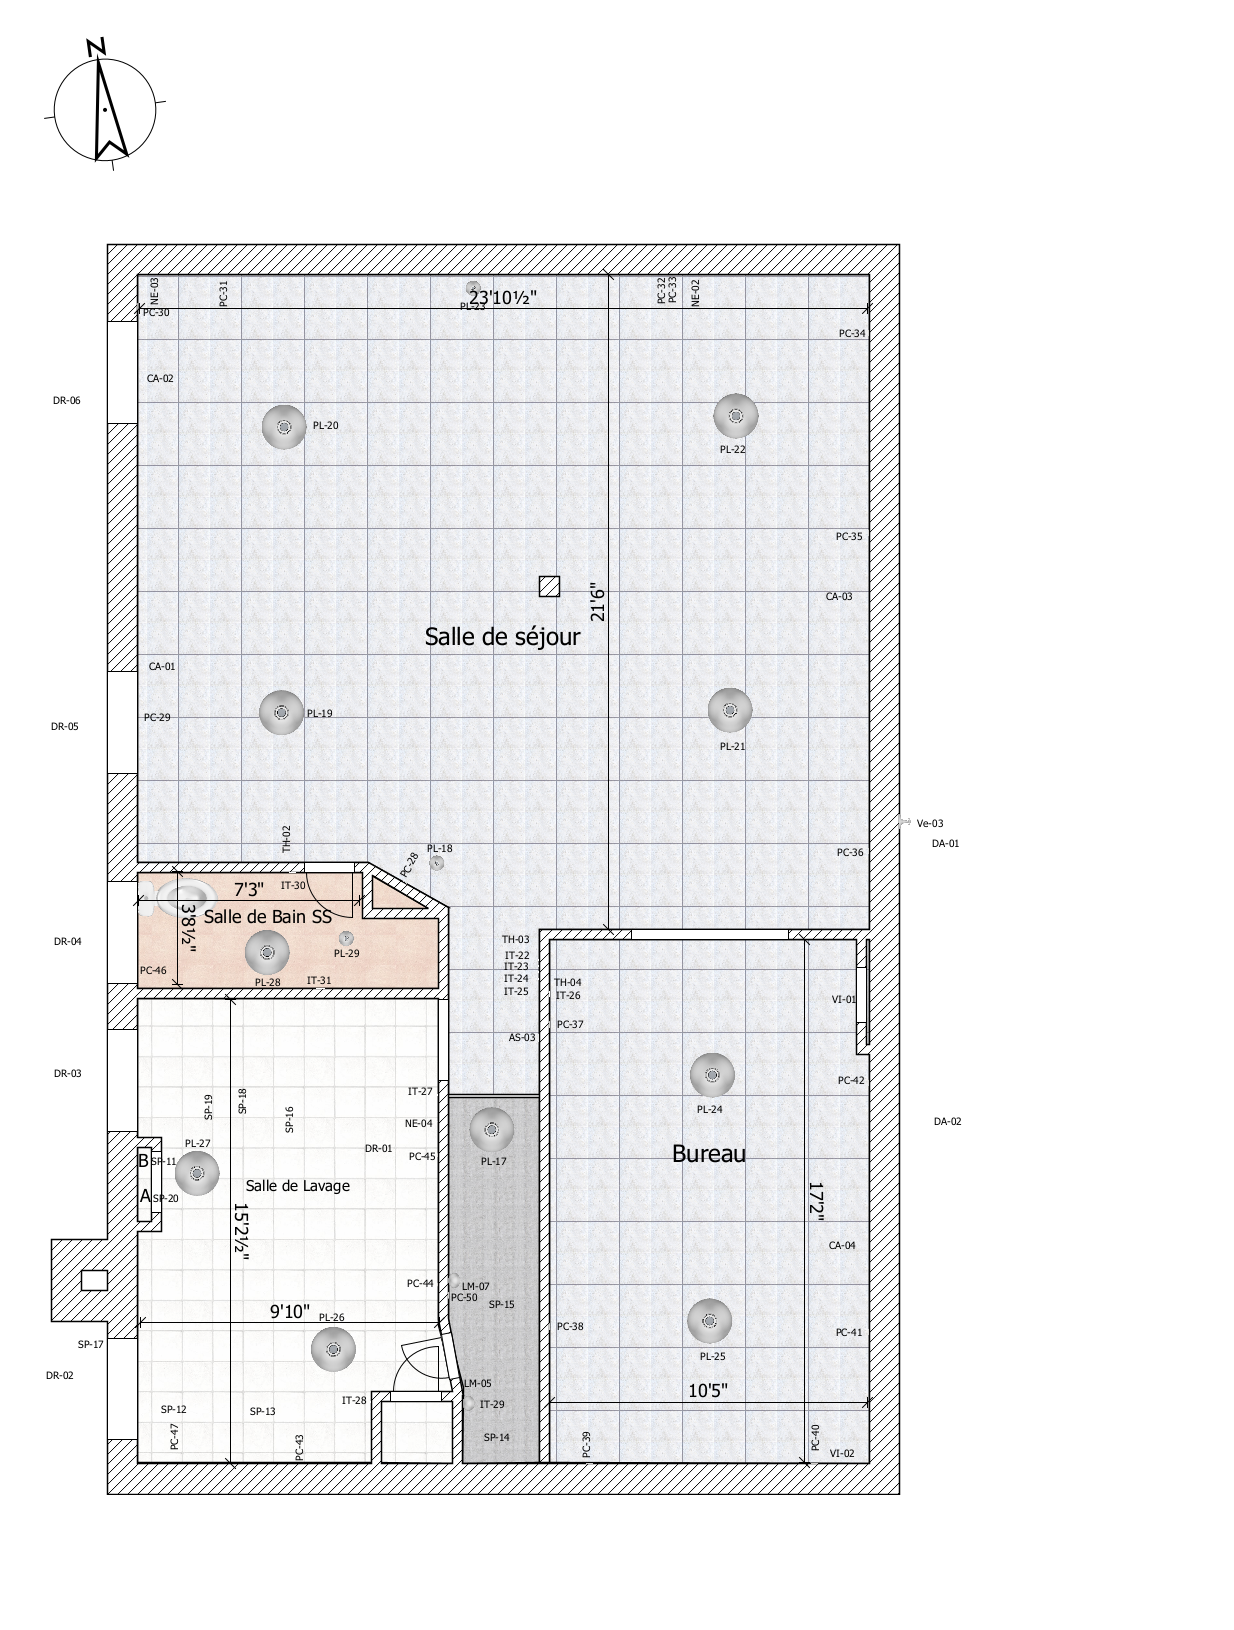 N
NE-03
PC-31
PC-32
PC-33
NE-02
23'10½"
PL-23
PC-30
PC-34
CA-02
DR-06
PL-20
PL-22
PC-35
CA-03
21'6"
Salle de séjour
CA-01
PC-29
PL-19
DR-05
PL-21
Ve-03
DA-01
TH-02
PL-18
PC-28
PC-36
7'3"
IT-30
3'8½"
Salle de Bain SS
DR-04
PL-29
PC-46
PL-28
IT-31
TH-03
IT-22
IT-23
IT-24
IT-25
TH-04
IT-26
VI-01
PC-37
AS-03
DR-03
PC-42
SP-19
SP-18
SP-16
IT-27
PL-24
NE-04
DA-02
PL-27
DR-01
PC-45
B
SP-11
PL-17
Bureau
A
SP-20
Salle de Lavage
17'2"
15'2½"
CA-04
PC-44
LM-07
PC-50
SP-15
9'10"
PL-26
PC-38
PC-41
SP-17
PL-25
DR-02
LM-05
10'5"
IT-28
IT-29
SP-12
SP-13
PC-47
PC-43
SP-14
PC-39
PC-40
VI-02